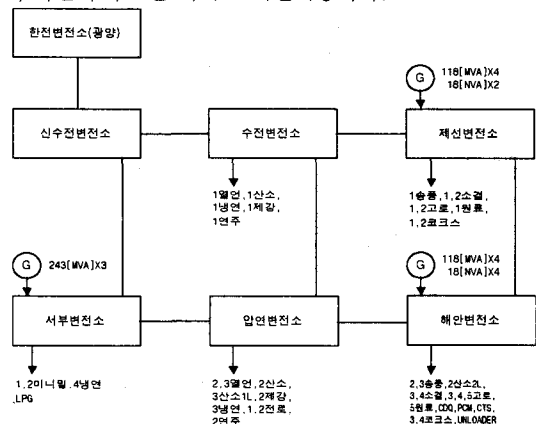 한전변전소(광양)
118[MVA]X4
18[NVA]X2
G
신수전변전소
수전변전소
제선변전소
1열연,1산소,
1냉연,1제강,
1연주
1송풍,1,2소결,
1,2고로,1원료,
1,2코크스
G
243[MVA]X3
G
118[MVA]X4
18[NVA]X4
서부변전소
압연변전소
해안변전소
1,2미니밀,4냉연
,LPG
2,3열연,2산소,
3산소1L,2제강,
3냉연,1.2전로,
2연주
2,3송풍,2산소2L,
3,4소결,3,4,5고로,
5원료,CDQ,PCM,CTS,
3,4코크스,UNLOADER